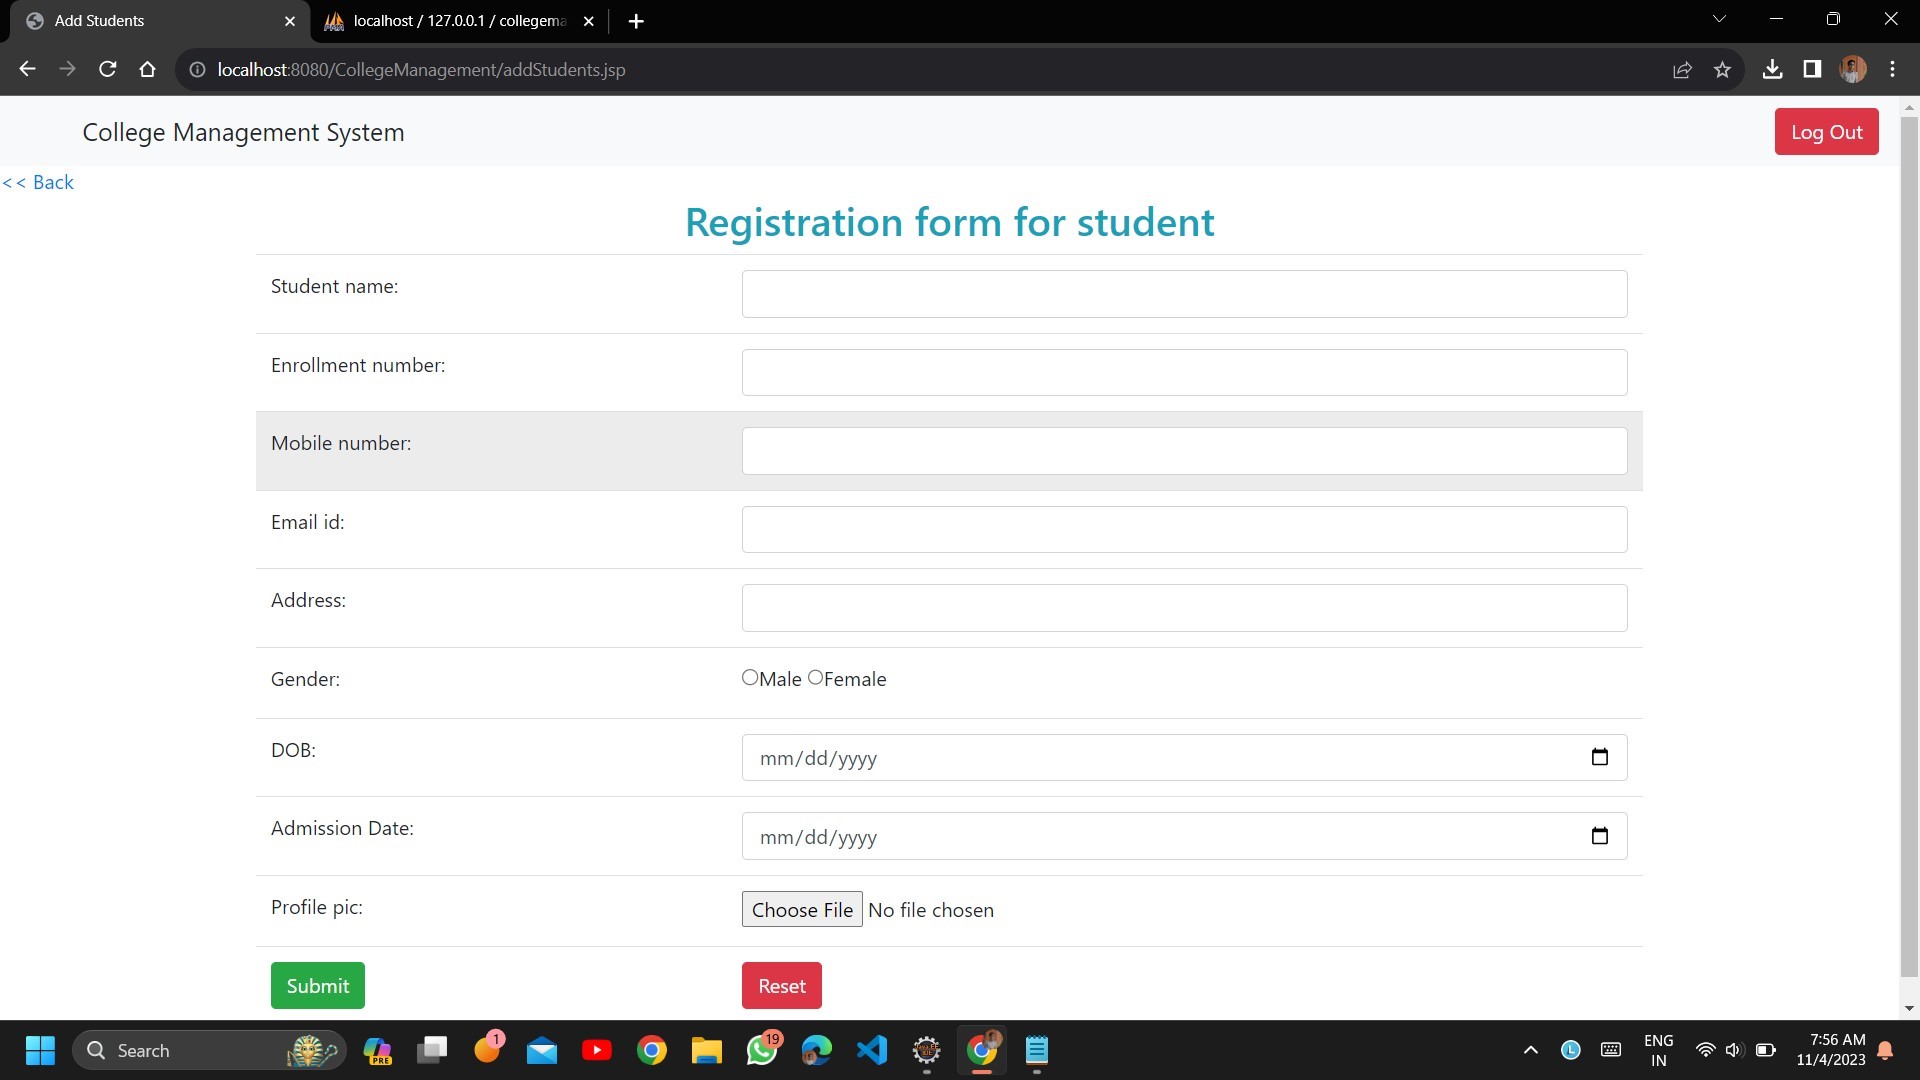 Add Students
localhost / 127.0.0.1 / collegema
localhost:8080/CollegeManagement/addStudents.jsp
College Management System
Log Out
<< Back
Registration form for student
Student name:
Enrollment number:
Mobile number:
Email id:
Address:
Gender:
Male Female
DOB:
mm/dd/yyyy
Admission Date:
mm/dd/yyyy
Profile pic:
Choose File No file chosen
Submit
Reset
Search
PRE
1
19
L
ENG
IN
7:56 AM
11/4/2023